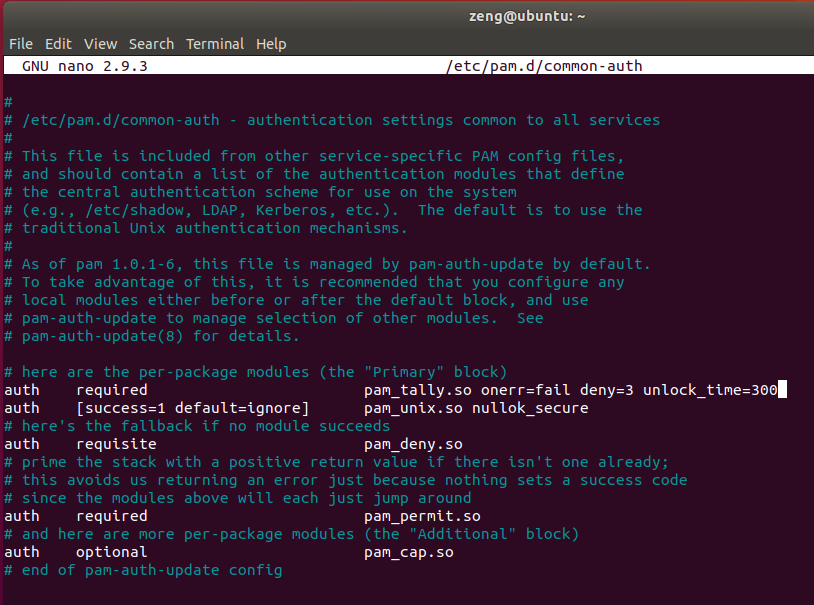 zeng@ubuntu: ~
File Edit View Search Terminal Help
GNU nano 2.9.3 /etc/pam.d/common-auth
#
# /etc/pam.d/common-auth - authentication settings common to all services
#
# This file is included from other service-specific PAM config files,
# and should contain a list of the authentication modules that define
# the central authentication scheme for use on the system
# (e.g., /etc/shadow, LDAP, Kerberos, etc.).  The default is to use the
# traditional Unix authentication mechanisms.
#
# As of pam 1.0.1-6, this file is managed by pam-auth-update by default.
# To take advantage of this, it is recommended that you configure any
# local modules either before or after the default block, and use
# pam-auth-update to manage selection of other modules.  See
# pam-auth-update(8) for details.
# here are the per-package modules (the "Primary" block)
auth    required                        pam_tally.so onerr=fail deny=3 unlock_time=300
auth    [success=1 default=ignore]      pam_unix.so nullok_secure
# here's the fallback if no module succeeds
auth    requisite                       pam_deny.so
# prime the stack with a positive return value if there isn't one already;
# this avoids us returning an error just because nothing sets a success code
# since the modules above will each just jump around
auth    required                        pam_permit.so
# and here are more per-package modules (the "Additional" block)
auth    optional                        pam_cap.so
# end of pam-auth-update config